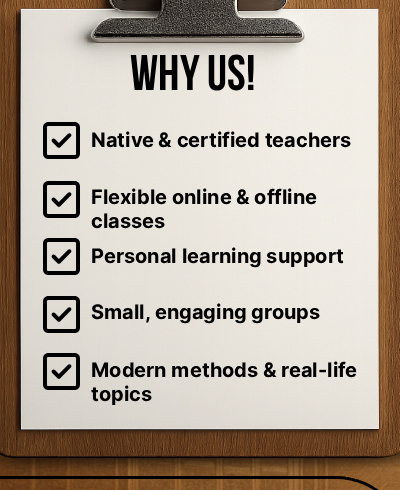 WHY US!
Native & certified teachers
Flexible online & offline
classes
Personal learning support
Small, engaging groups
Modern methods & real-life
topics